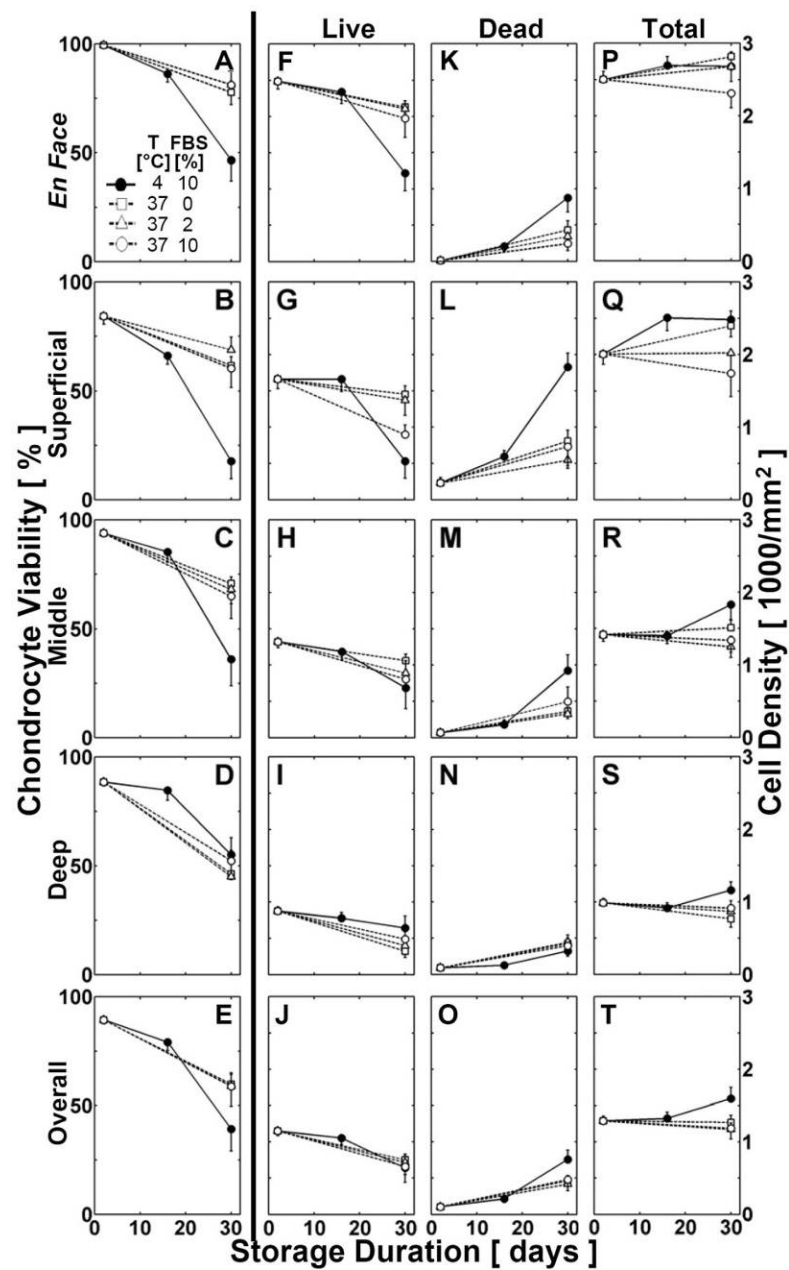 Live Dead Total
100 A F K P 3
En Face
T FBS
[°C] [%]
4 10
37 0
37 2
37 10
50
2
1
0 0
100 B G L Q 3
Superficial
50
2
1
0 0
100 C H M R 3
Middle
50
2
1
0 0
100 D I N S 3
Deep
50
2
1
0 0
100 E J O T 3
Overall
50
2
1
0 0
0 10 20 30 0 10 20 30 0 10 20 30 0 10 20 30
Chondrocyte Viability [ % ]
Cell Density [ 1000/mm²]
Storage Duration [ days ]